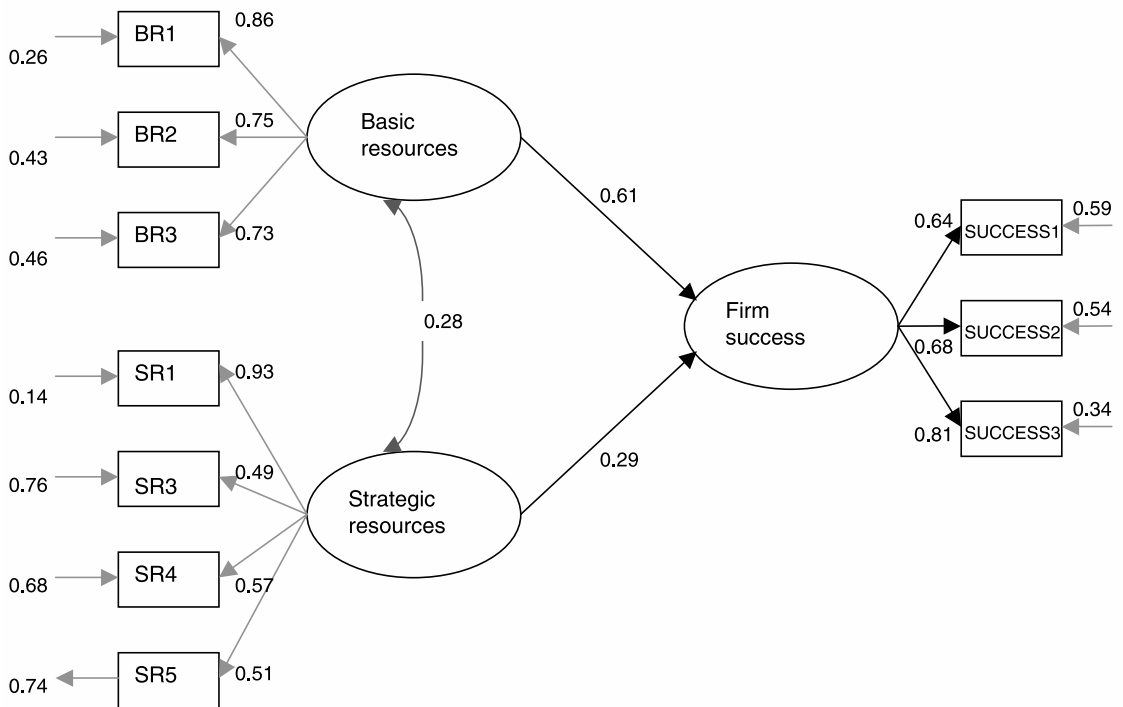 BR1
0.86
0.26
BR2
0.75
0.43
BR3
0.73
0.46
Basic
resources
0.61
0.28
SR1
0.93
0.14
SR3
0.49
0.76
SR4
0.57
0.68
SR5
0.51
0.74
Strategic
resources
0.29
Firm
success
0.64
SUCCESS1
0.59
0.68
SUCCESS2
0.54
0.81
SUCCESS3
0.34